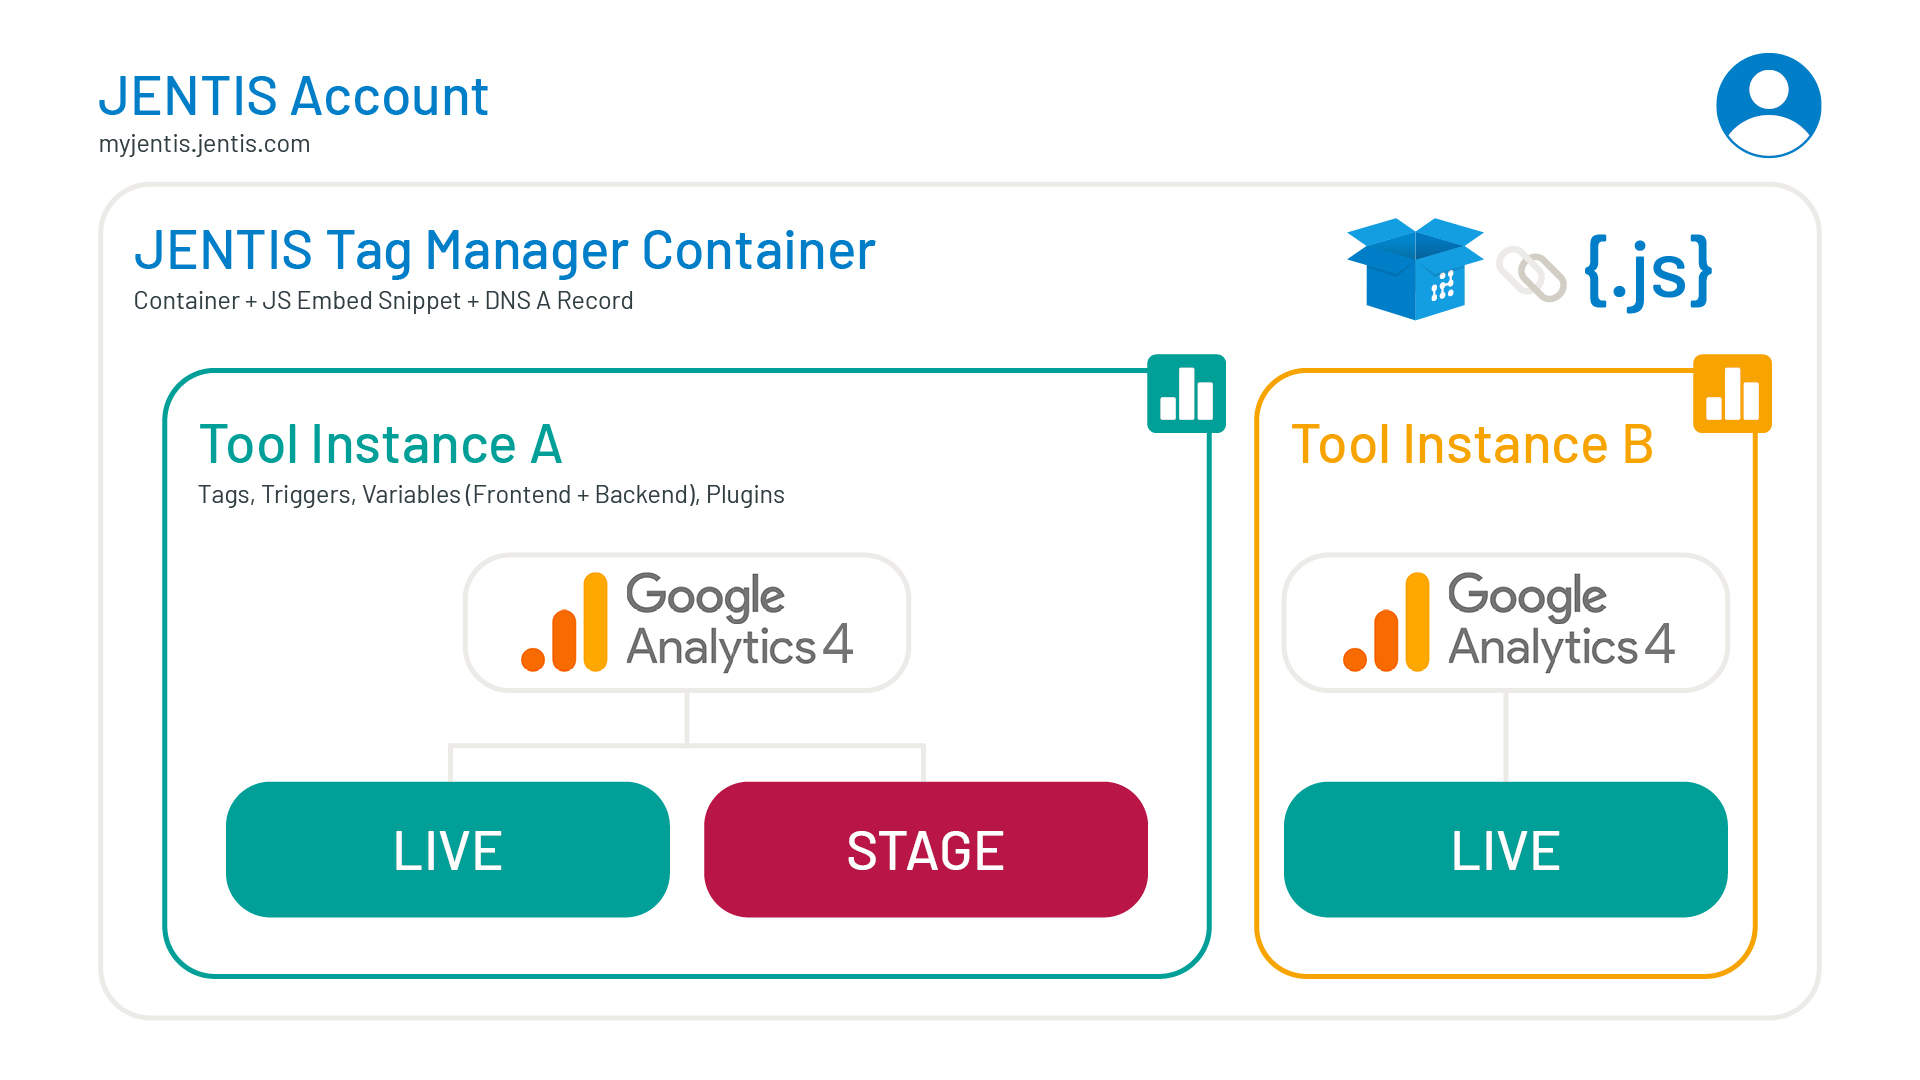 JENTIS Account
myjentis.jentis.com
JENTIS Tag Manager Container
Container + JS Embed Snippet + DNS A Record
{.js}
Tool Instance A
Tags, Triggers, Variables (Frontend + Backend), Plugins
Google
Analytics 4
LIVE
STAGE
Tool Instance B
Google
Analytics 4
LIVE